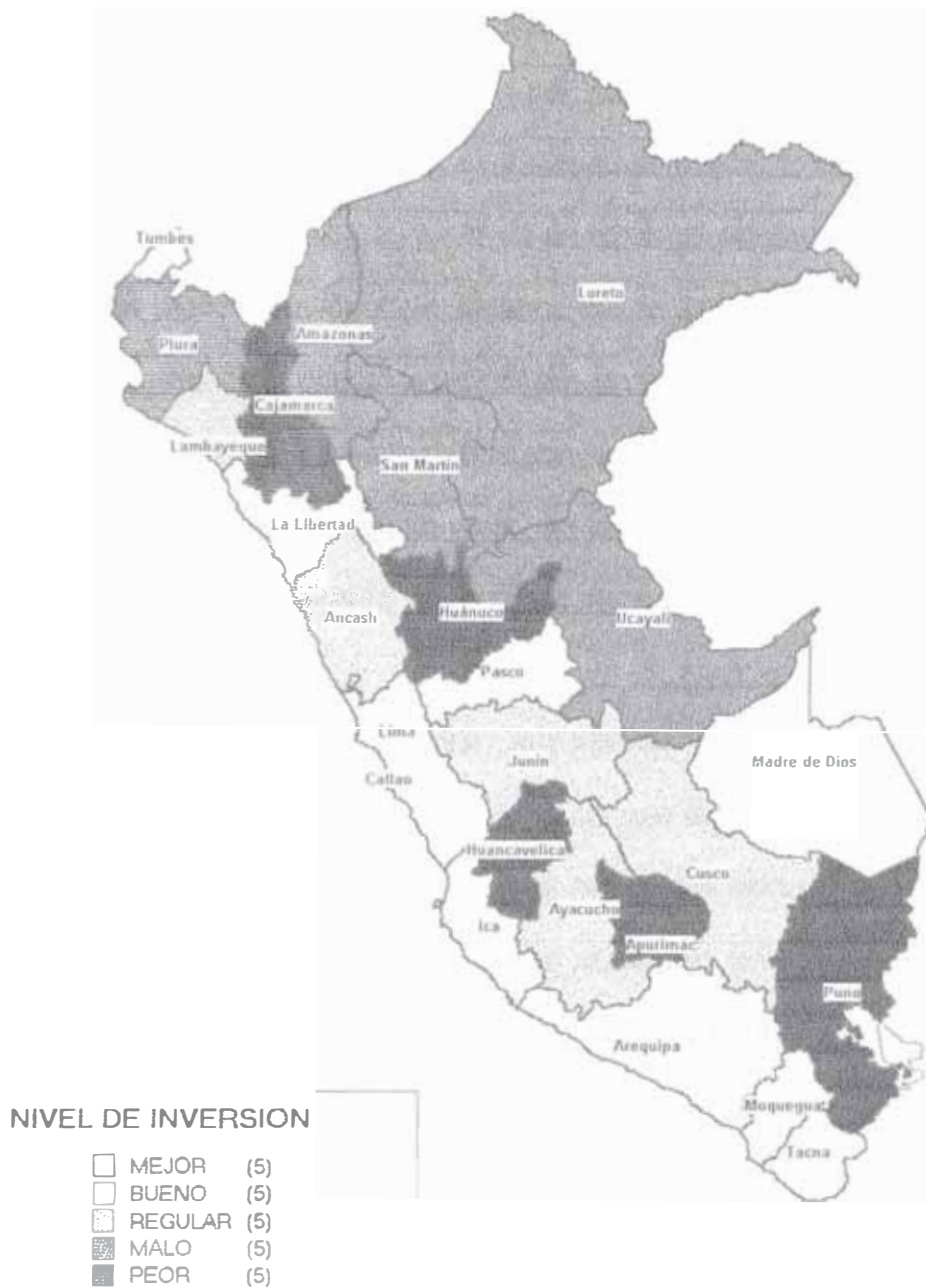 Tumbes
Loreto
Amazonas
Piura
Cajamarca
Lambayeque
San Martín
La Libertad
Ancash
Huánuco
Ucayali
Pasco
Lima
Junín
Madre de Dios
Callao
Huancavelica
Cusco
Ayacucho
Ica
Apurimac
Puno
Arequipa
Moquegua
Tacna
NIVEL DE INVERSION
MEJOR (5)
BUENO (5)
REGULAR (5)
MALO (5)
PEOR (5)